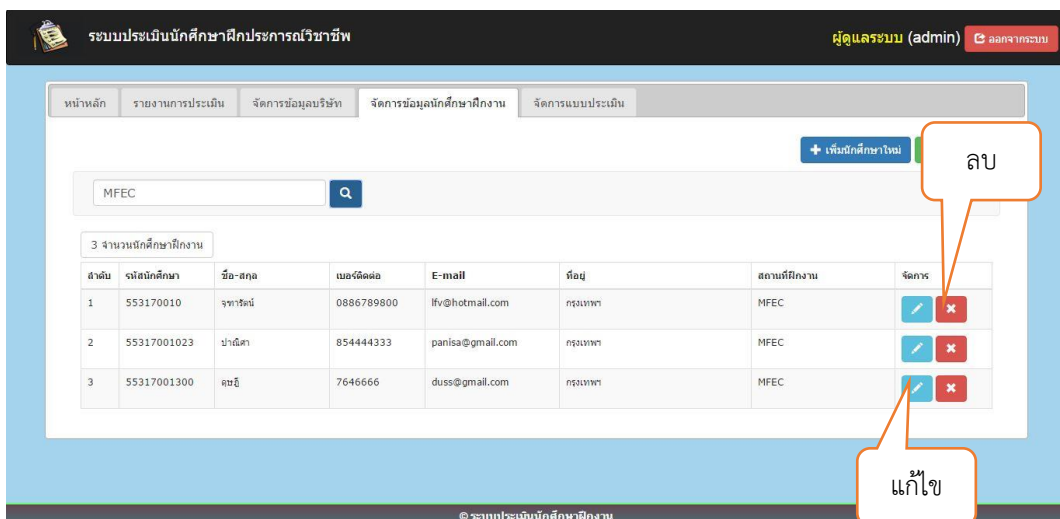 ระบบประเมินนักศึกษาฝึกประการณ์วิชาชีพ
ผู้ดูแลระบบ (admin) ออกจากระบบ
หน้าหลัก รายงานการประเมิน จัดการข้อมูลบริษัท จัดการข้อมูลนักศึกษาฝึกงาน จัดการแบบประเมิน
เพิ่มนักศึกษาใหม่
ลบ
MFEC
3 จำนวนนักศึกษาฝึกงาน
ลำดับ รหัสนักศึกษา ชื่อ-สกุล เบอร์ติดต่อ E-mail ที่อยู่ สถานที่ฝึกงาน จัดการ
1 553170010 จุฑารัตน์ 0886789800 lfv@hotmail.com กรุงเทพฯ MFEC
2 55317001023 ปาณิศา 854444333 panisa@gmail.com กรุงเทพฯ MFEC
3 55317001300 ดุษฎี 7646666 duss@gmail.com กรุงเทพฯ MFEC
แก้ไข
© ระบบประเมินนักศึกษาฝึกงาน